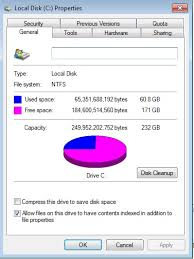 Local Disk (C:) Properties
Security Previous Versions Quota
General Tools Hardware Sharing
Type: Local Disk
File system: NTFS
Used space: 65,351,688,192 bytes 60.8 GB
Free space: 184,600,514,560 bytes 171 GB
Capacity: 249,952,202,752 bytes 232 GB
Drive C: Disk Cleanup
Compress this drive to save disk space
Allow files on this drive to have contents indexed in addition to
file properties
OK Cancel Apply